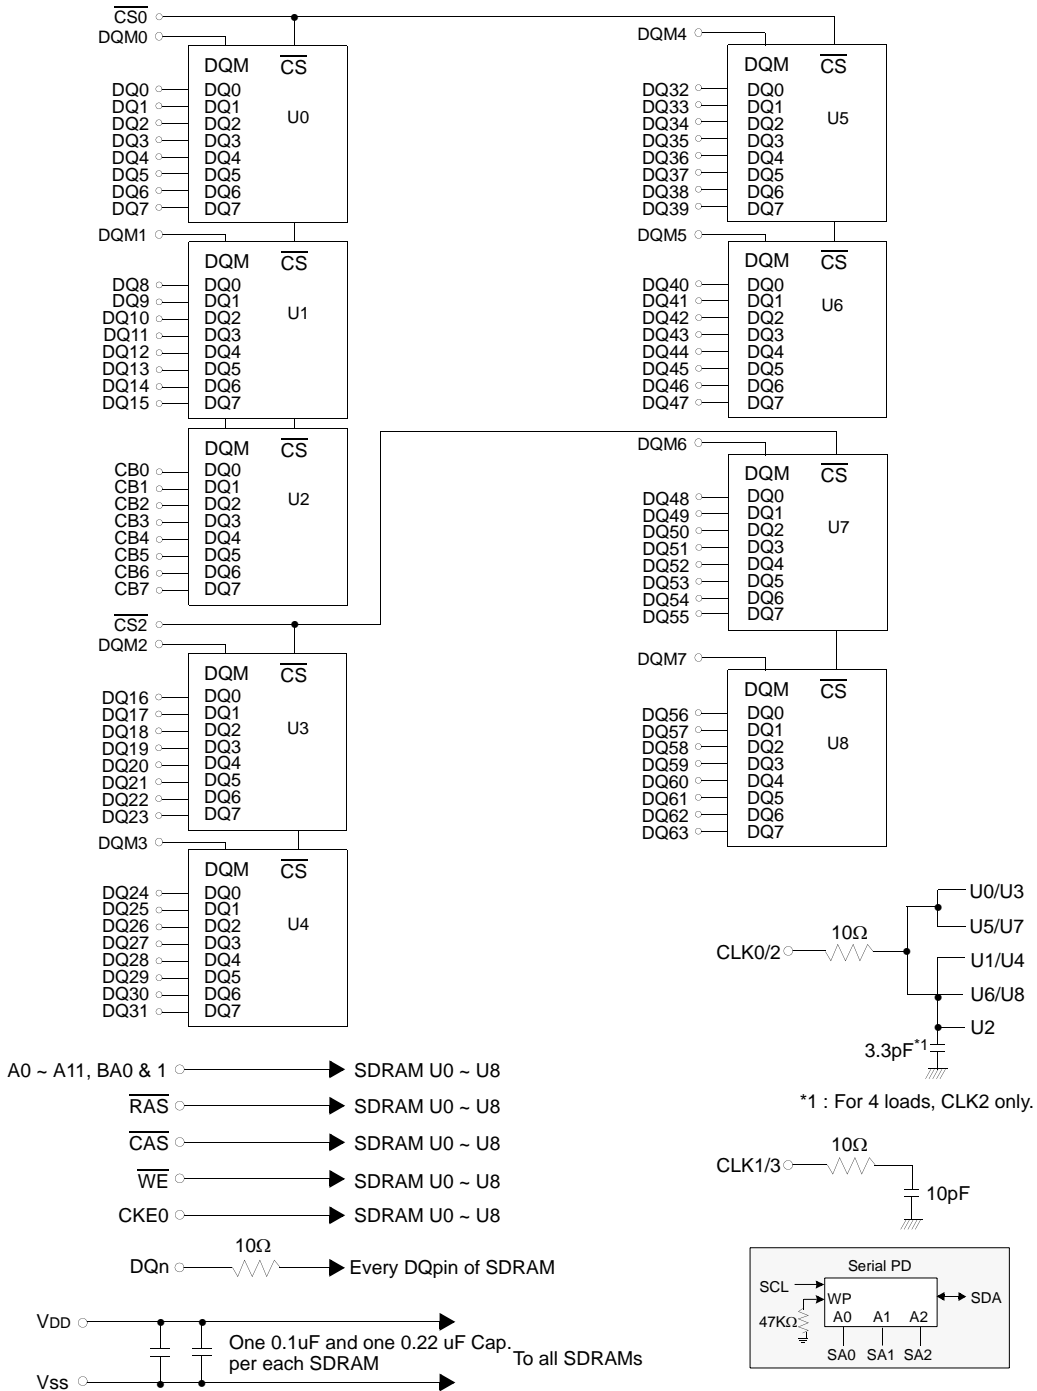 CS0
DQM0
DQM CS
DQ0 DQ0
DQ1 DQ1
DQ2 DQ2
DQ3 DQ3
DQ4 DQ4
DQ5 DQ5
DQ6 DQ6
DQ7 DQ7
U0
DQM1
DQM CS
DQ8 DQ0
DQ9 DQ1
DQ10 DQ2
DQ11 DQ3
DQ12 DQ4
DQ13 DQ5
DQ14 DQ6
DQ15 DQ7
U1
DQM CS
CB0 DQ0
CB1 DQ1
CB2 DQ2
CB3 DQ3
CB4 DQ4
CB5 DQ5
CB6 DQ6
CB7 DQ7
U2
CS2
DQM2
DQM CS
DQ16 DQ0
DQ17 DQ1
DQ18 DQ2
DQ19 DQ3
DQ20 DQ4
DQ21 DQ5
DQ22 DQ6
DQ23 DQ7
U3
DQM3
DQM CS
DQ24 DQ0
DQ25 DQ1
DQ26 DQ2
DQ27 DQ3
DQ28 DQ4
DQ29 DQ5
DQ30 DQ6
DQ31 DQ7
U4
DQM4
DQM CS
DQ32 DQ0
DQ33 DQ1
DQ34 DQ2
DQ35 DQ3
DQ36 DQ4
DQ37 DQ5
DQ38 DQ6
DQ39 DQ7
U5
DQM5
DQM CS
DQ40 DQ0
DQ41 DQ1
DQ42 DQ2
DQ43 DQ3
DQ44 DQ4
DQ45 DQ5
DQ46 DQ6
DQ47 DQ7
U6
DQM6
DQM CS
DQ48 DQ0
DQ49 DQ1
DQ50 DQ2
DQ51 DQ3
DQ52 DQ4
DQ53 DQ5
DQ54 DQ6
DQ55 DQ7
U7
DQM7
DQM CS
DQ56 DQ0
DQ57 DQ1
DQ58 DQ2
DQ59 DQ3
DQ60 DQ4
DQ61 DQ5
DQ62 DQ6
DQ63 DQ7
U8
A0 ~ A11, BA0 & 1 SDRAM U0 ~ U8
RAS SDRAM U0 ~ U8
CAS SDRAM U0 ~ U8
WE SDRAM U0 ~ U8
CKE0 SDRAM U0 ~ U8
10Ω
DQn Every DQpin of SDRAM
VDD
One 0.1uF and one 0.22 uF Cap.
per each SDRAM
To all SDRAMs
Vss
U0/U3
U5/U7
10Ω
CLK0/2
U1/U4
U6/U8
U2
3.3pF*1
*1 : For 4 loads, CLK2 only.
10Ω
CLK1/3
10pF
Serial PD
SCL
WP
SDA
47KΩ
A0 A1 A2
SA0 SA1 SA2